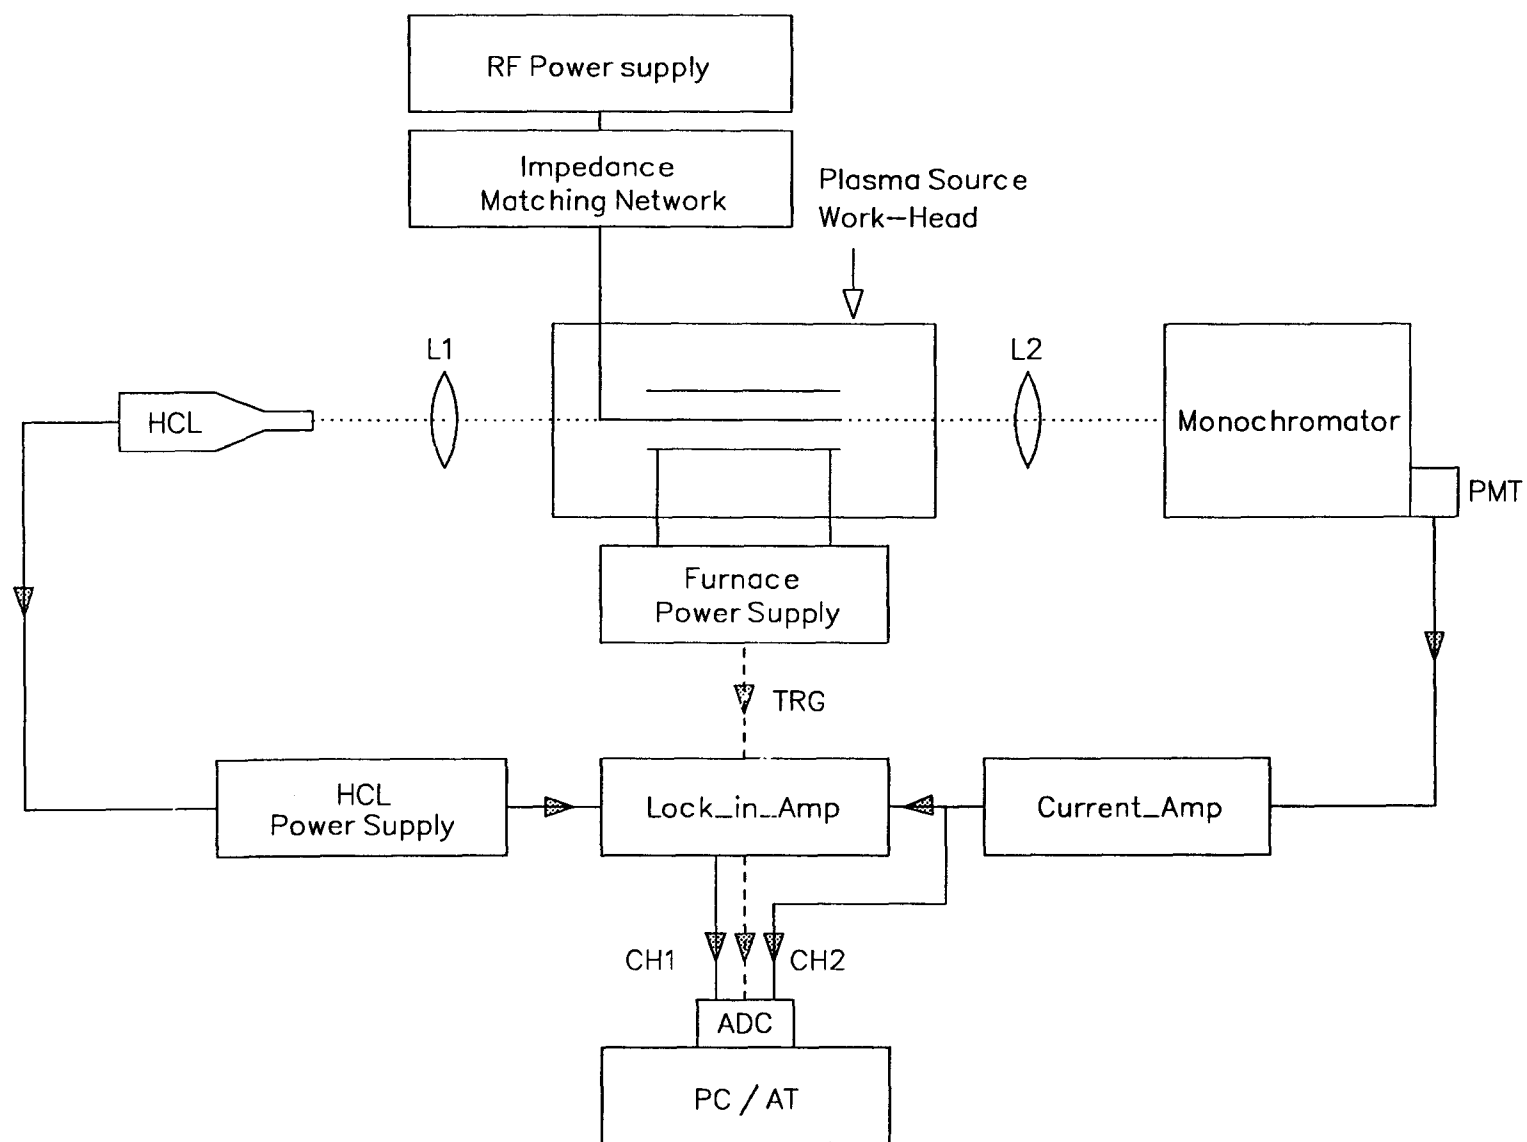 RF Power supply
Impedance
Matching Network
Plasma Source
Work-Head
L1
L2
HCL
Monochromator
PMT
Furnace
Power Supply
TRG
HCL
Power Supply
Lock_in_Amp
Current_Amp
CH1
CH2
ADC
PC / AT